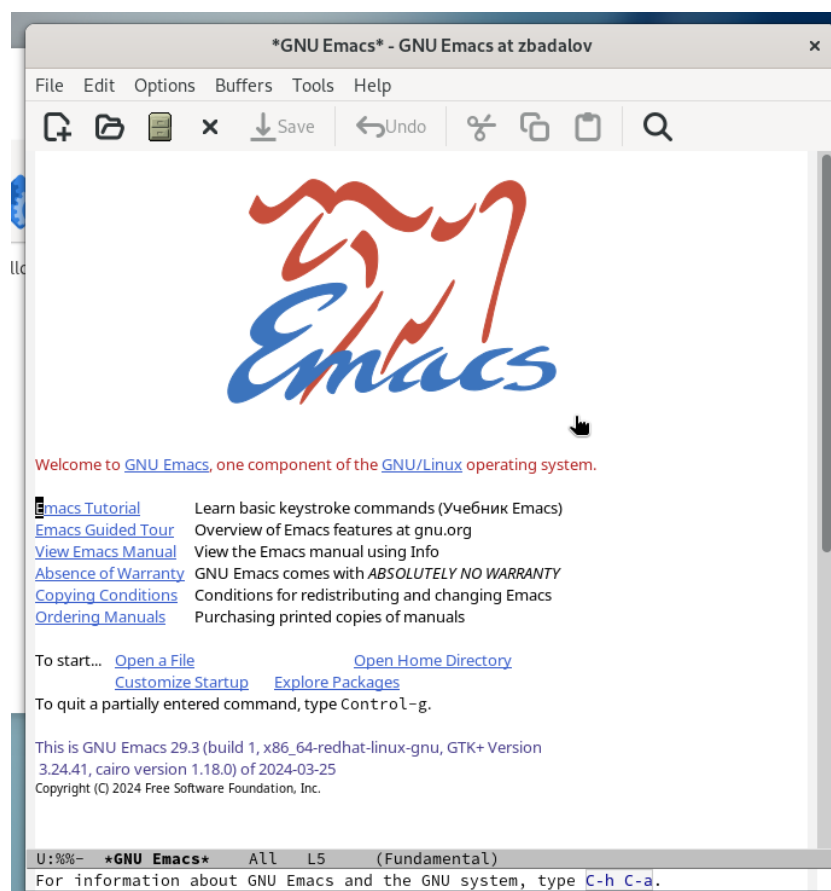 *GNU Emacs* - GNU Emacs at zbadalov
File Edit Options Buffers Tools Help
Save Undo
Emacs
Welcome to GNU Emacs, one component of the GNU/Linux operating system.
Emacs Tutorial Learn basic keystroke commands (Учебник Emacs)
Emacs Guided Tour Overview of Emacs features at gnu.org
View Emacs Manual View the Emacs manual using Info
Absence of Warranty GNU Emacs comes with ABSOLUTELY NO WARRANTY
Copying Conditions Conditions for redistributing and changing Emacs
Ordering Manuals Purchasing printed copies of manuals
To start... Open a File Open Home Directory
Customize Startup Explore Packages
To quit a partially entered command, type Control-g.
This is GNU Emacs 29.3 (build 1, x86_64-redhat-linux-gnu, GTK+ Version
3.24.41, cairo version 1.18.0) of 2024-03-25
Copyright (C) 2024 Free Software Foundation, Inc.
U:%%- *GNU Emacs* All L5 (Fundamental)
For information about GNU Emacs and the GNU system, type C-h C-a.